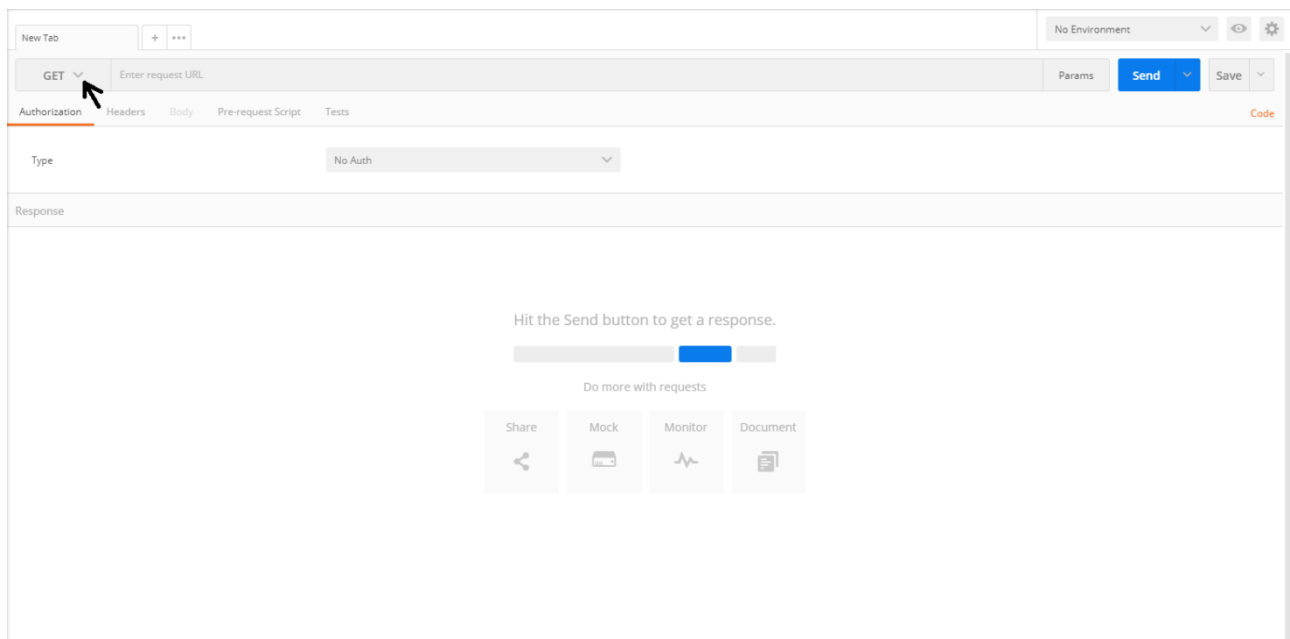 New Tab
No Environment
GET Enter request URL Params Send Save
Authorization Headers Body Pre-request Script Tests Code
Type No Auth
Response
Hit the Send button to get a response.
Do more with requests
Share Mock Monitor Document